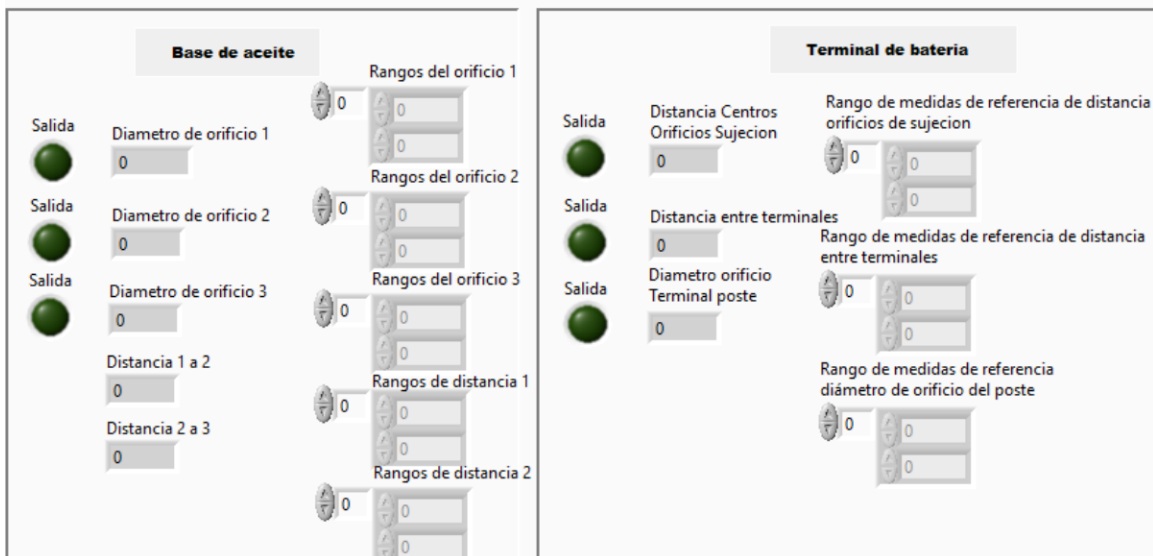 Base de aceite
Rangos del orificio 1
0
0
0
Salida
Diametro de orificio 1
0
Rangos del orificio 2
0
0
0
Salida
Diametro de orificio 2
0
Rangos del orificio 3
0
0
0
Salida
Diametro de orificio 3
0
Distancia 1 a 2
0
Rangos de distancia 1
0
0
0
Distancia 2 a 3
0
Rangos de distancia 2
0
0
0
Terminal de bateria
Salida
Distancia Centros
Orificios Sujecion
0
Rango de medidas de referencia de distancia
orificios de sujecion
0
0
0
Salida
Distancia entre terminales
0
Rango de medidas de referencia de distancia
entre terminales
0
0
0
Salida
Diametro orificio
Terminal poste
0
Rango de medidas de referencia
diámetro de orificio del poste
0
0
0